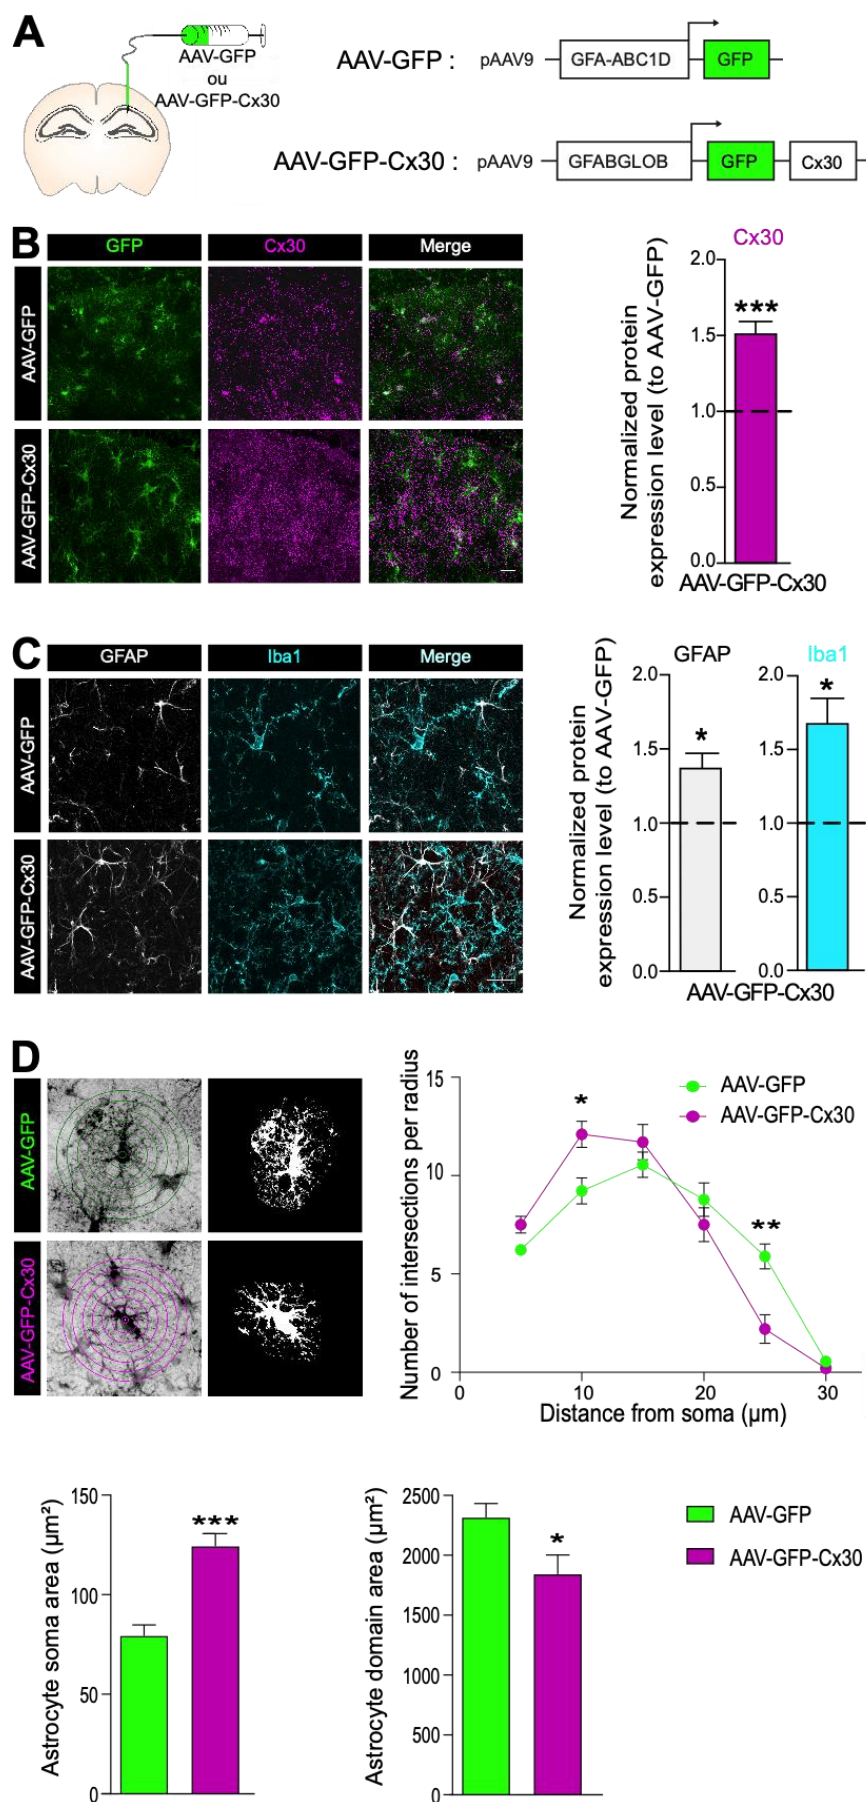 A
AAV-GFP
ou
AAV-GFP-Cx30
AAV-GFP : pAAV9 GFA-ABC1D GFP
AAV-GFP-Cx30 : pAAV9 GFABGLOB GFP Cx30
B
GFP Cx30 Merge
AAV-GFP
AAV-GFP-Cx30
Cx30
Normalized protein
expression level (to AAV-GFP)
2.0
***
1.5
1.0
0.5
0.0
AAV-GFP-Cx30
C
GFAP Iba1 Merge
AAV-GFP
AAV-GFP-Cx30
Normalized protein
expression level (to AAV-GFP)
GFAP
2.0
*
1.5
1.0
0.5
0.0
Iba1
2.0
*
1.5
1.0
0.5
0.0
AAV-GFP-Cx30
D
AAV-GFP
AAV-GFP-Cx30
Number of intersections per radius
15
10
5
0
*
**
AAV-GFP
AAV-GFP-Cx30
0 10 20 30
Distance from soma (µm)
Astrocyte soma area (µm²)
150
100
50
0
***
Astrocyte domain area (µm²)
2500
2000
1500
1000
500
0
*
AAV-GFP
AAV-GFP-Cx30